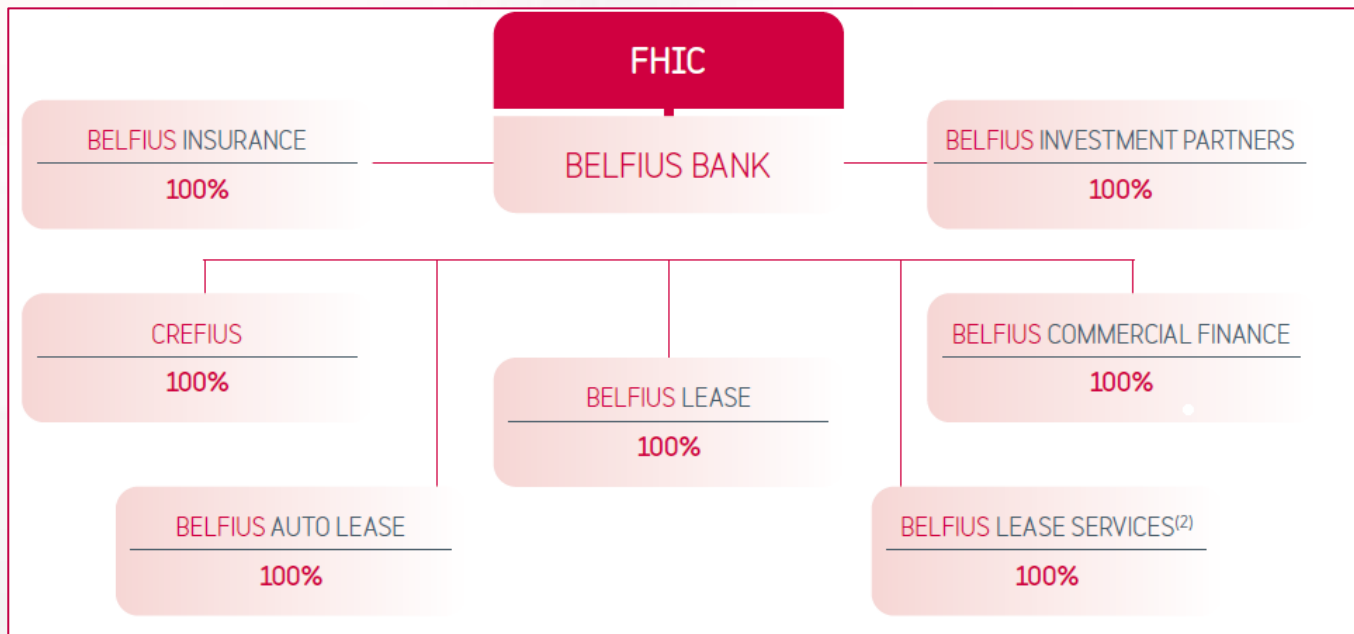 FHIC
BELFIUS INSURANCE
100%
BELFIUS BANK
BELFIUS INVESTMENT PARTNERS
100%
CREFIUS
100%
BELFIUS LEASE
100%
BELFIUS COMMERCIAL FINANCE
100%
BELFIUS AUTO LEASE
100%
BELFIUS LEASE SERVICES(2)
100%